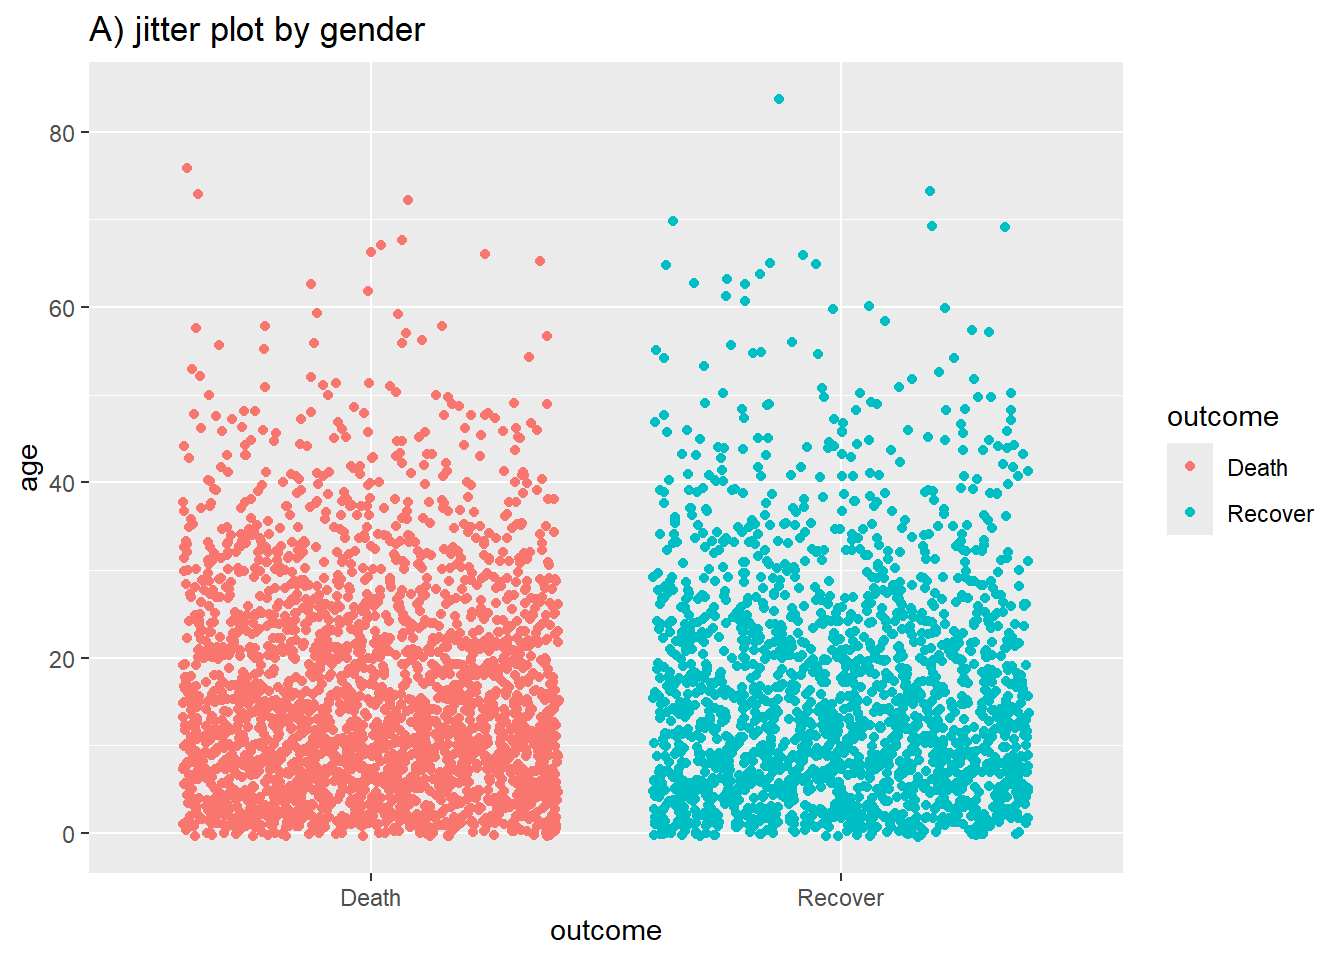 A) jitter plot by gender
80
60
40
20
0
age
Death
Recover
outcome
outcome
Death
Recover